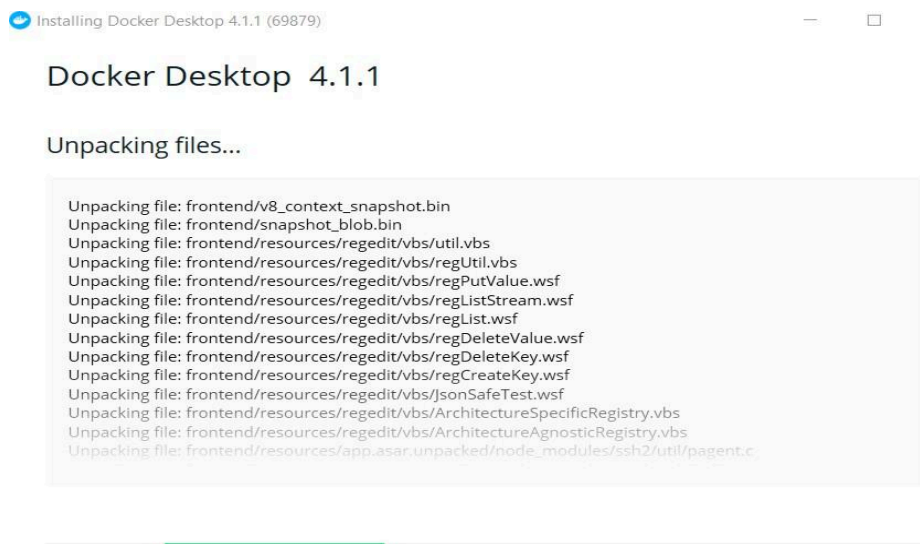 Installing Docker Desktop 4.1.1 (69879)
Docker Desktop 4.1.1
Unpacking files...
Unpacking file: frontend/v8_context_snapshot.bin
Unpacking file: frontend/snapshot_blob.bin
Unpacking file: frontend/resources/regedit/vbs/util.vbs
Unpacking file: frontend/resources/regedit/vbs/regUtil.vbs
Unpacking file: frontend/resources/regedit/vbs/regPutValue.wsf
Unpacking file: frontend/resources/regedit/vbs/regListStream.wsf
Unpacking file: frontend/resources/regedit/vbs/regList.wsf
Unpacking file: frontend/resources/regedit/vbs/regDeleteValue.wsf
Unpacking file: frontend/resources/regedit/vbs/regDeleteKey.wsf
Unpacking file: frontend/resources/regedit/vbs/regCreateKey.wsf
Unpacking file: frontend/resources/regedit/vbs/JsonSafeTest.wsf
Unpacking file: frontend/resources/regedit/vbs/ArchitectureSpecificRegistry.vbs
Unpacking file: frontend/resources/regedit/vbs/ArchitectureAgnosticRegistry.vbs
Unpacking file: frontend/resources/app.asar.unpacked/node_modules/ssh2/util/pagent.c